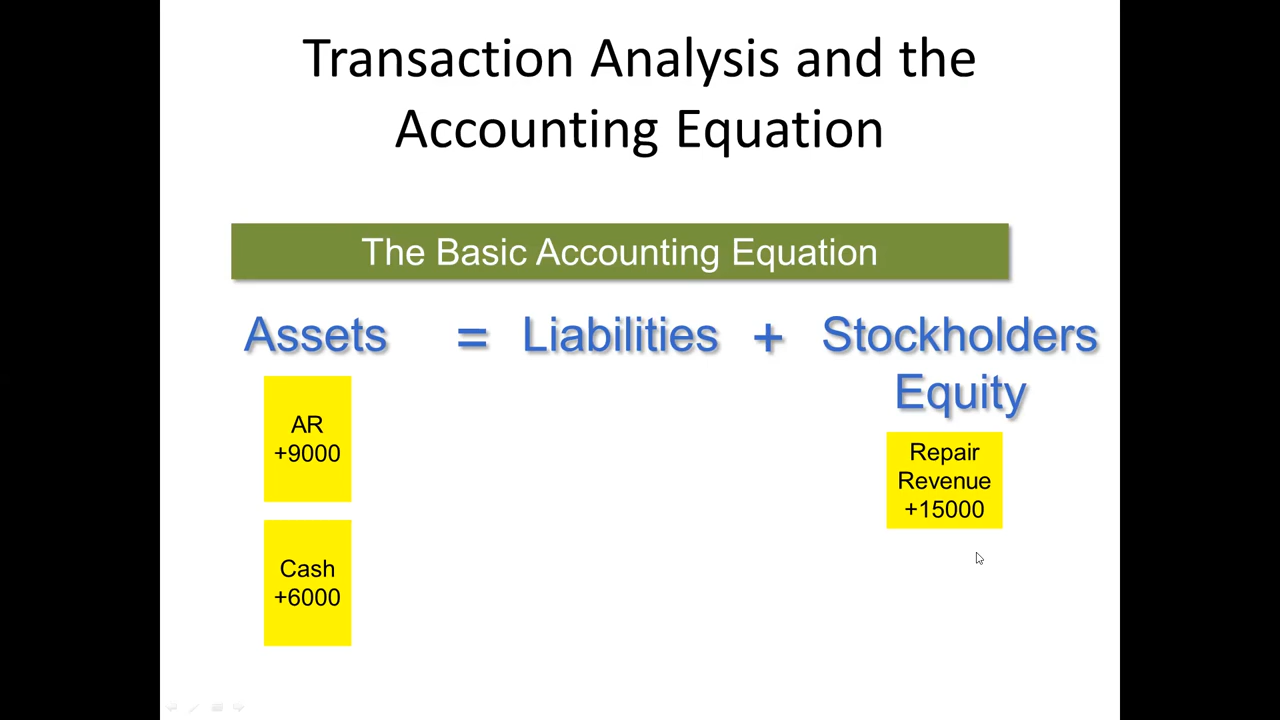 Transaction Analysis and the
Accounting Equation
The Basic Accounting Equation
Assets = Liabilities + Stockholders
Equity
AR
+9000
Cash
+6000
Repair
Revenue
+15000